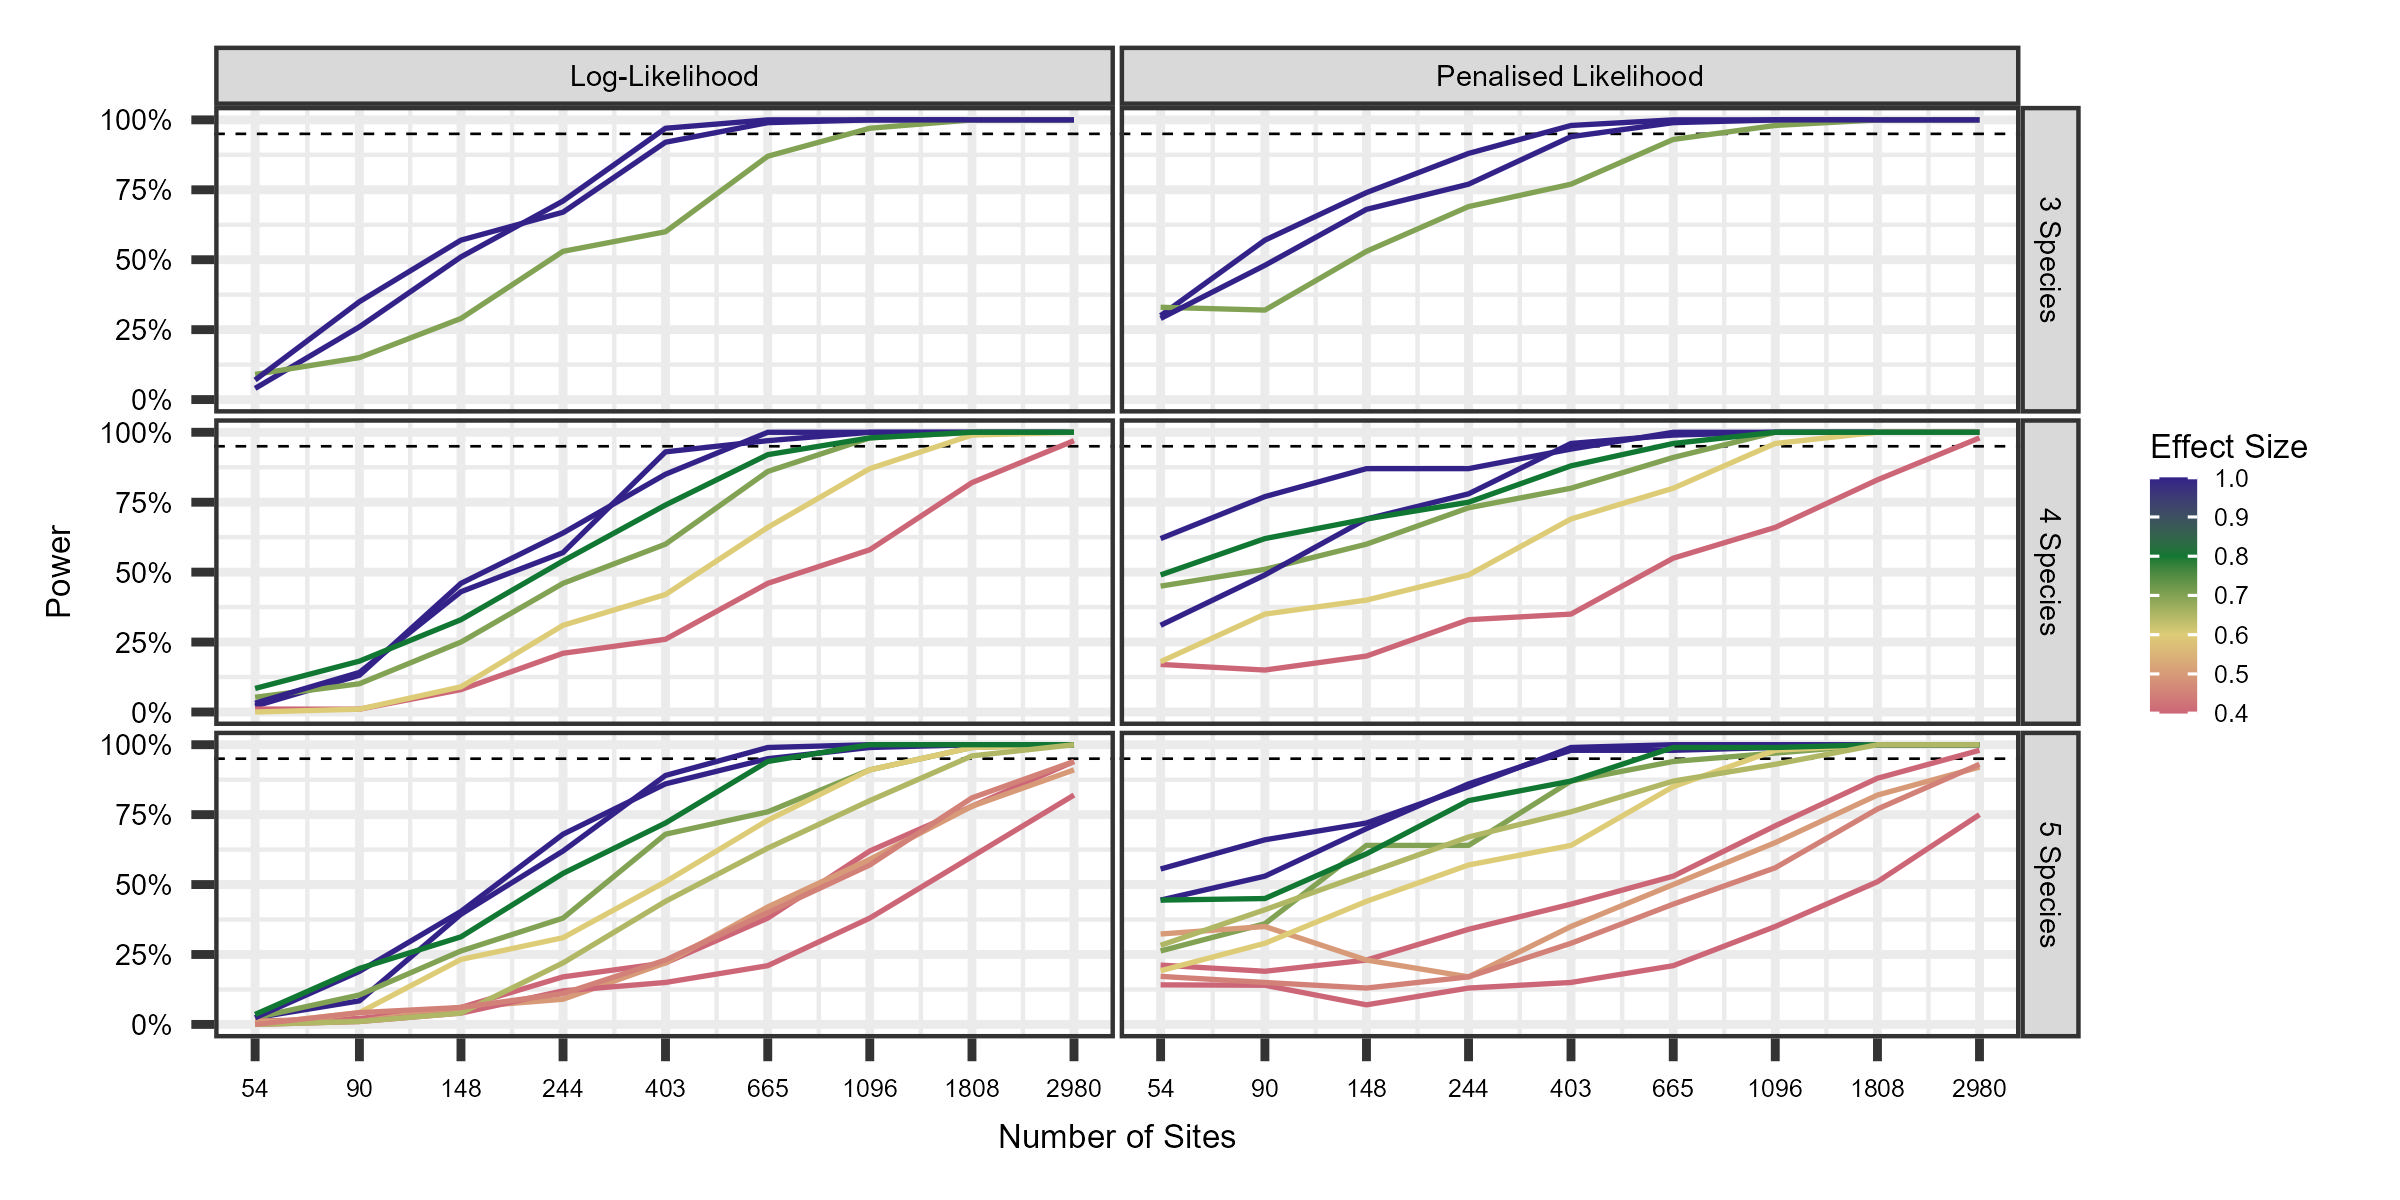 Log-Likelihood
Penalised Likelihood
100%
75%
50%
25%
0%
3 Species
100%
75%
50%
25%
0%
4 Species
100%
75%
50%
25%
0%
5 Species
Power
54 90 148 244 403 665 1096 1808 2980
54 90 148 244 403 665 1096 1808 2980
Number of Sites
Effect Size
1.0
0.9
0.8
0.7
0.6
0.5
0.4